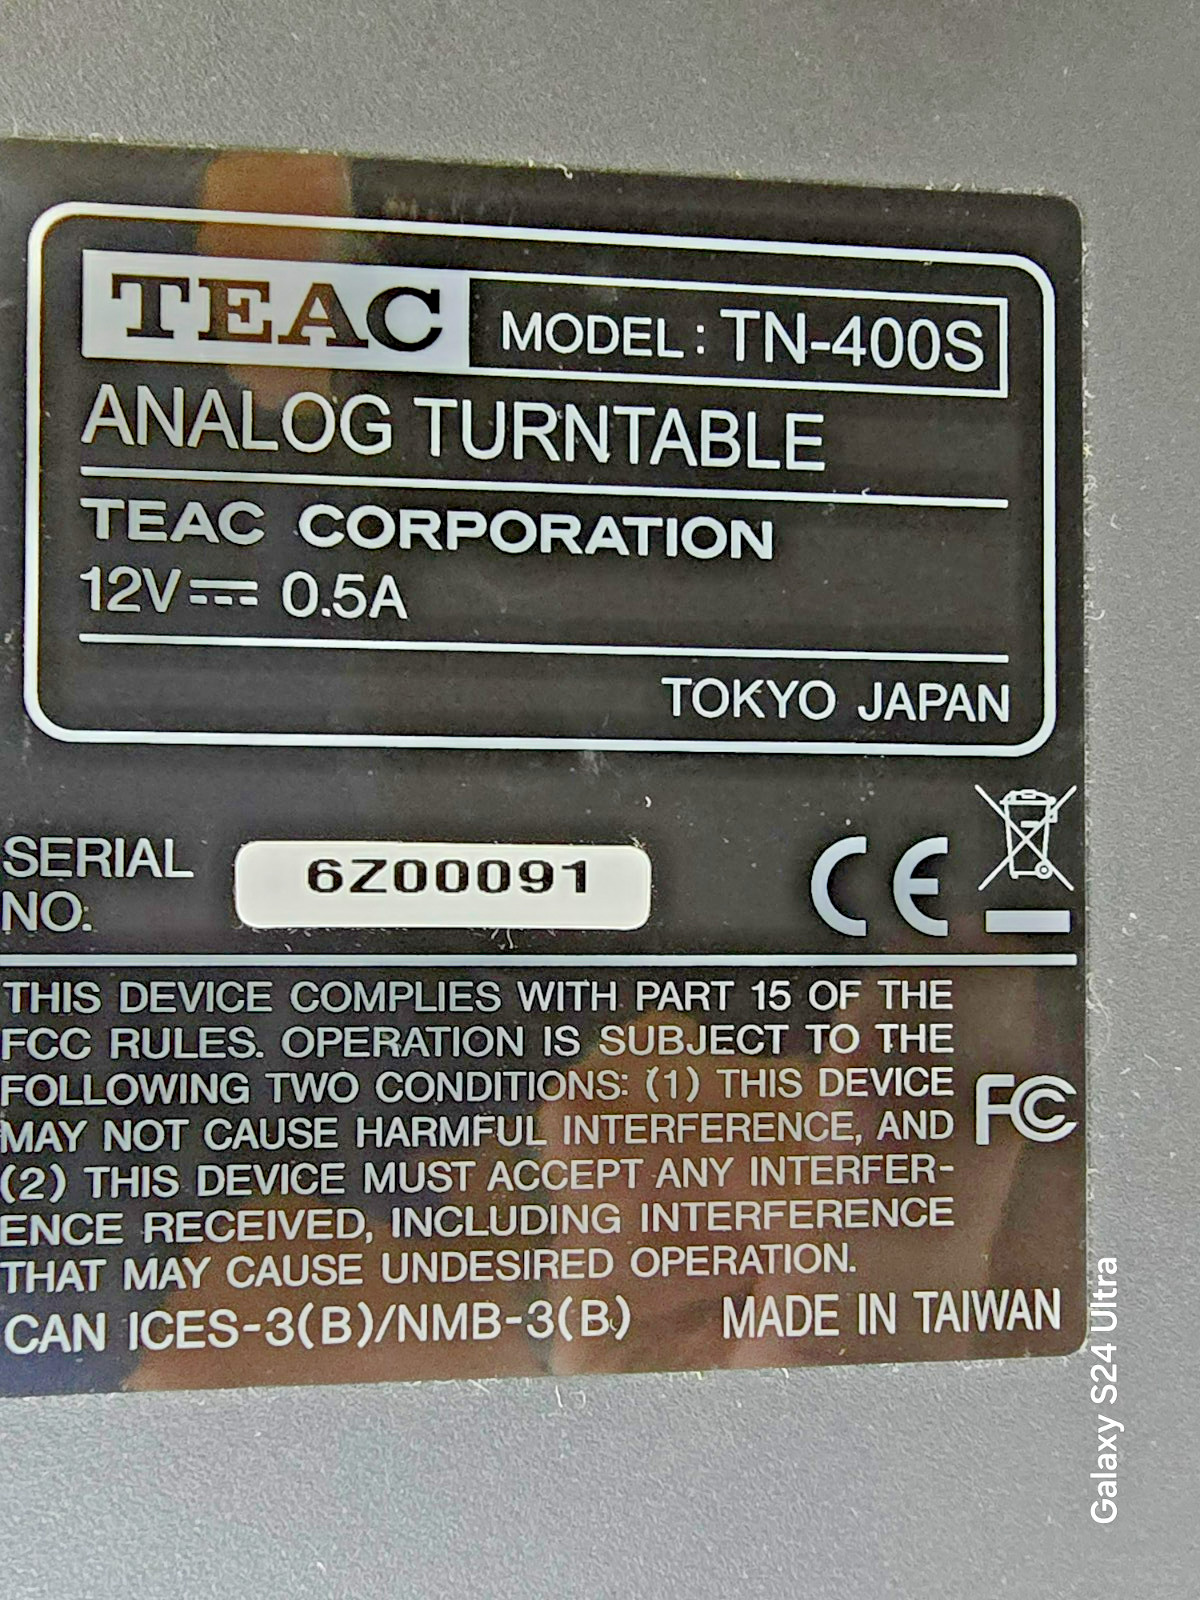 TEAC MODEL : TN-400S
ANALOG TURNTABLE
TEAC CORPORATION
12V⎓ 0.5A
TOKYO JAPAN
SERIAL
NO.
6Z00091
CE
THIS DEVICE COMPLIES WITH PART 15 OF THE
FCC RULES. OPERATION IS SUBJECT TO THE
FOLLOWING TWO CONDITIONS: (1) THIS DEVICE
MAY NOT CAUSE HARMFUL INTERFERENCE, AND
(2) THIS DEVICE MUST ACCEPT ANY INTERFER-
ENCE RECEIVED, INCLUDING INTERFERENCE
THAT MAY CAUSE UNDESIRED OPERATION.
FC
CAN ICES-3(B)/NMB-3(B) MADE IN TAIWAN
Galaxy S24 Ultra